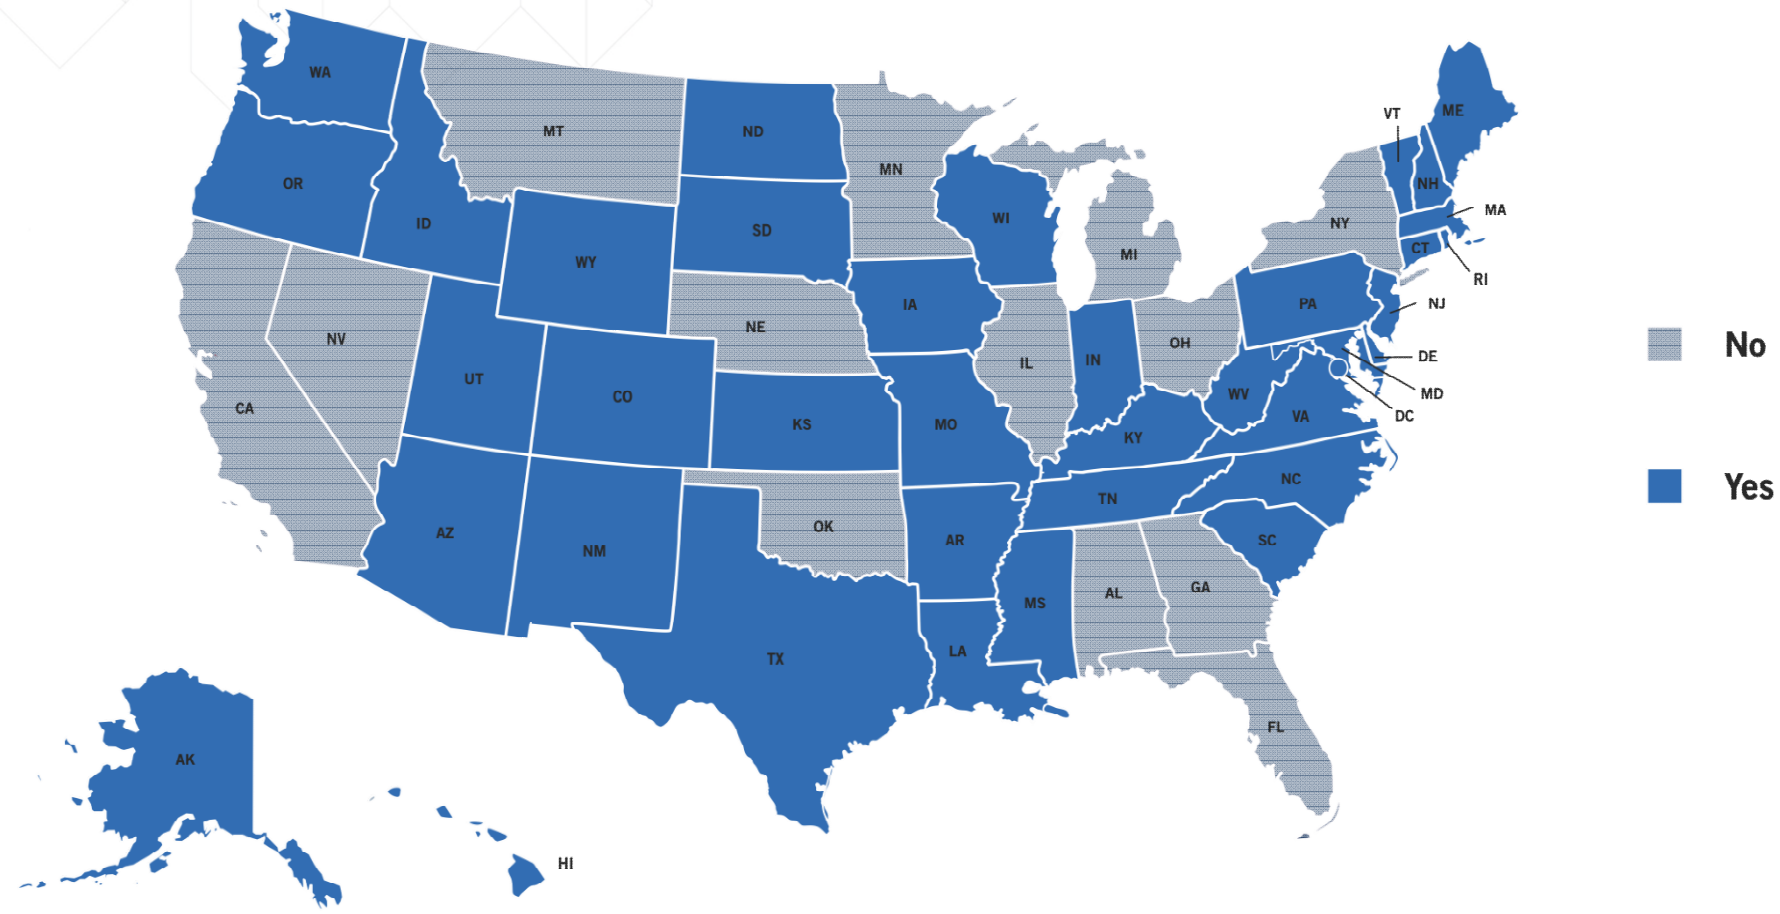 WA
MT
ND
MN
OR
ID
SD
WY
WI
MI
NY
VT
ME
NH
MA
CT
RI
NJ
PA
IA
NE
NV
UT
CO
CA
KS
MO
IL
IN
OH
WV
VA
DE
MD
DC
KY
NC
TN
SC
AZ
NM
OK
AR
MS
AL
GA
LA
TX
FL
AK
HI
No
Yes